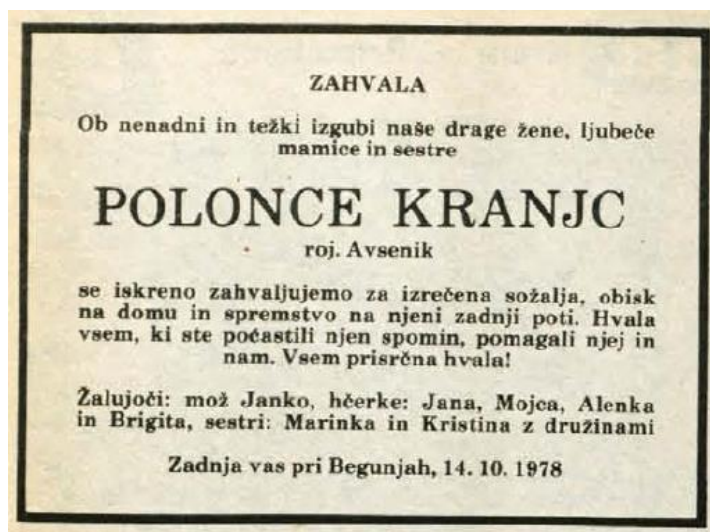 ZAHVALA
Ob nenadni in težki izgubi naše drage žene, ljubeče
mamice in sestre
POLONCE KRANJC
roj. Avsenik
se iskreno zahvaljujemo za izrečena sožalja, obisk
na domu in spremstvo na njeni zadnji poti. Hvala
vsem, ki ste počastili njen spomin, pomagali njej in
nam. Vsem prisrčna hvala!
Žalujoči: mož Janko, hčerke: Jana, Mojca, Alenka
in Brigita, sestri: Marinka in Kristina z družinami
Zadnja vas pri Begunjah, 14. 10. 1978